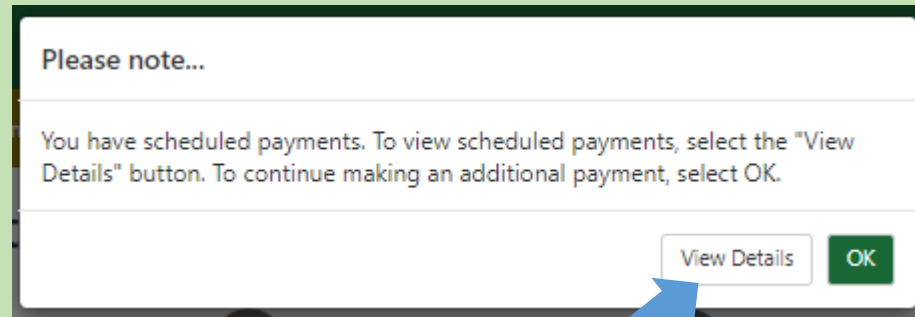 Please note...
You have scheduled payments. To view scheduled payments, select the "View
Details" button. To continue making an additional payment, select OK.
View Details OK